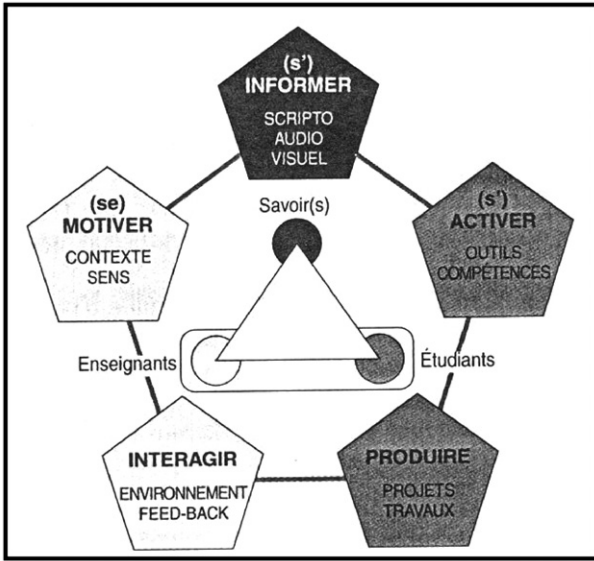 (s')
INFORMER
SCRIPTO
AUDIO
VISUEL
(se)
MOTIVER
CONTEXTE
SENS
Savoir(s)
(s')
ACTIVER
OUTILS
COMPÉTENCES
Enseignants
Étudiants
INTERAGIR
ENVIRONNEMENT
FEED-BACK
PRODUIRE
PROJETS
TRAVAUX